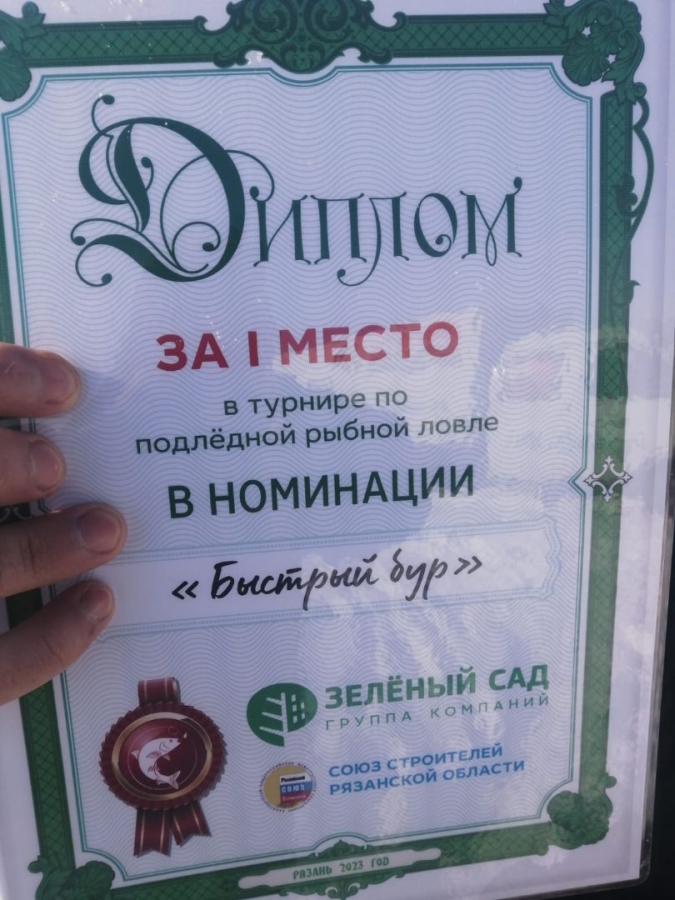 Диплом
ЗА I МЕСТО
в турнире по
подлёдной рыбной ловле
В НОМИНАЦИИ
«Быстрый бур»
ЗЕЛЁНЫЙ САД
ГРУППА КОМПАНИЙ
СОЮЗ СТРОИТЕЛЕЙ
РЯЗАНСКОЙ ОБЛАСТИ
РЯЗАНЬ 2023 ГОД